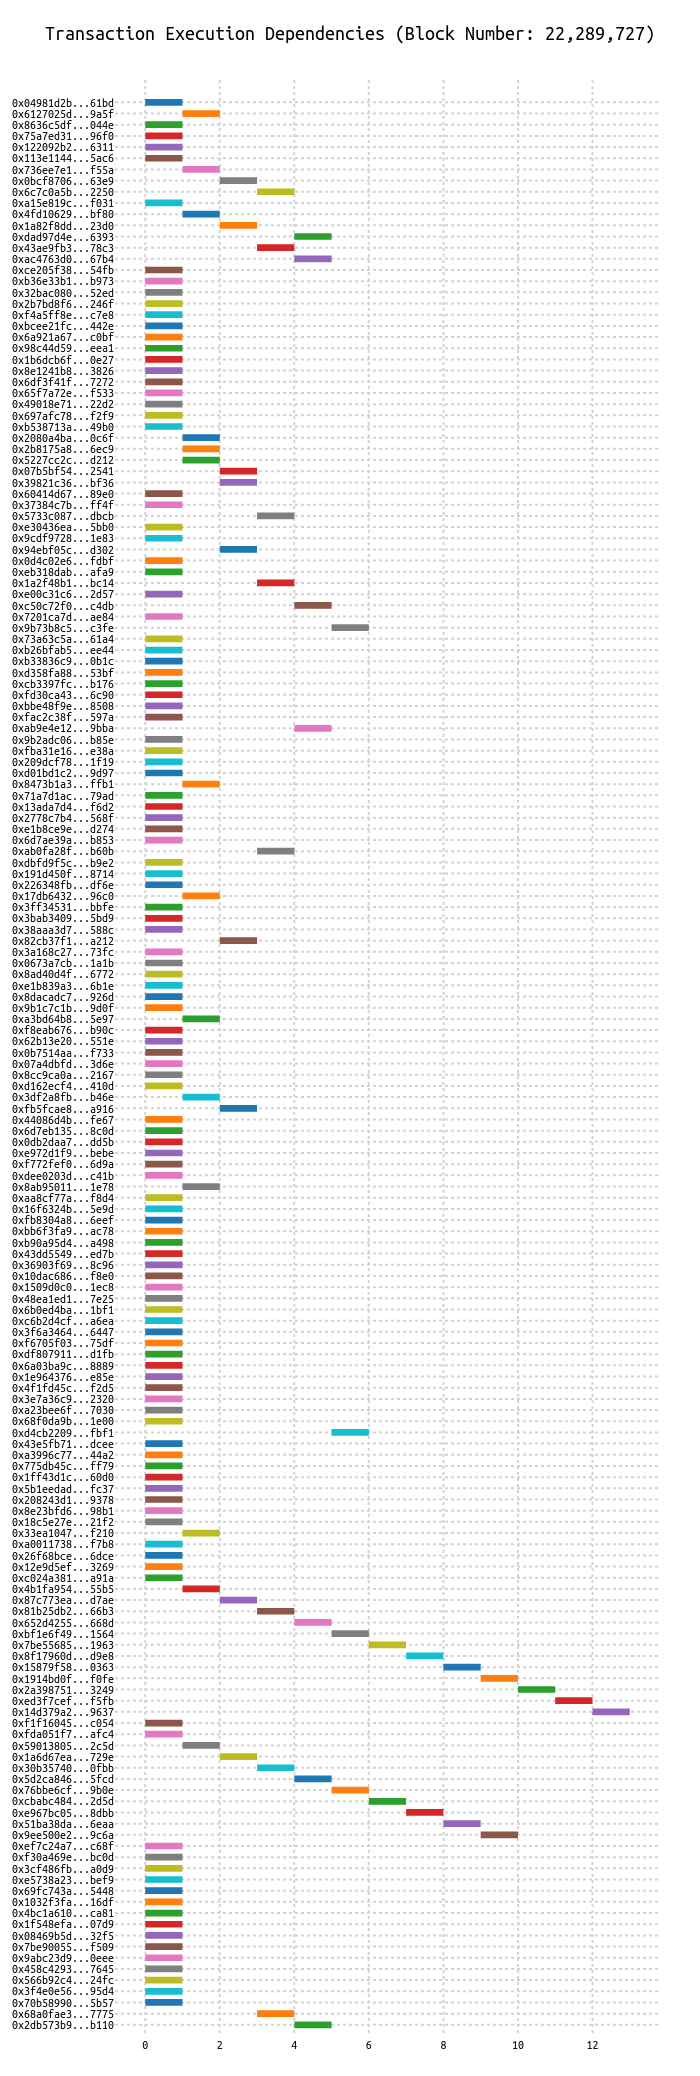 Transaction Execution Dependencies (Block Number: 22,289,727)
0x04981d2b...61bd
0x6127025d...9a5f
0x8636c5df...044e
0x75a7ed31...96f0
0x122092b2...6311
0x113e1144...5ac6
0x736ee7e1...f55a
0x0bcf8706...63e9
0x6c7c0a5b...2250
0xa15e819c...f031
0x4fd10629...bf80
0x1a82f8dd...23d0
0xdad97d4e...6393
0x43ae9fb3...78c3
0xac4763d0...67b4
0xce205f38...54fb
0xb36e33b1...b973
0x32bac080...52ed
0x2b7bd8f6...246f
0xf4a5ff8e...c7e8
0xbcee21fc...442e
0x6a921a67...c0bf
0x98c44d59...eea1
0x1b6dcb6f...0e27
0x8e1241b8...3826
0x6df3f41f...7272
0x65f7a72e...f533
0x49018e71...22d2
0x697afc78...f2f9
0xb538713a...49b0
0x2080a4ba...0c6f
0x2b8175a8...6ec9
0x5227cc2c...d212
0x07b5bf54...2541
0x39821c36...bf36
0x60414d67...89e0
0x37384c7b...ff4f
0x5733c087...dbcb
0xe30436ea...5bb0
0x9cdf9728...1e83
0x94ebf05c...d302
0x0d4c02e6...fdbf
0xeb318dab...afa9
0x1a2f48b1...bc14
0xe00c31c6...2d57
0xc50c72f0...c4db
0x7201ca7d...ae84
0x9b73b8c5...c3fe
0x73a63c5a...61a4
0xb26bfab5...ee44
0xb33836c9...0b1c
0xd358fa88...53bf
0xcb3397fc...b176
0xfd30ca43...6c90
0xbbe48f9e...8508
0xfac2c38f...597a
0xab9e4e12...9bba
0x9b2adc06...b85e
0xfba31e16...e38a
0x209dcf78...1f19
0xd01bd1c2...9d97
0x8473b1a3...ffb1
0x71a7d1ac...79ad
0x13ada7d4...f6d2
0x2778c7b4...568f
0xe1b8ce9e...d274
0x6d7ae39a...b853
0xab0fa28f...b60b
0xdbfd9f5c...b9e2
0x191d450f...8714
0x226348fb...df6e
0x17db6432...96c0
0x3ff34531...bbfe
0x3bab3409...5bd9
0x38aaa3d7...588c
0x82cb37f1...a212
0x3a168c27...73fc
0x0673a7cb...1a1b
0x8ad40d4f...6772
0xe1b839a3...6b1e
0x8dacadc7...926d
0x9b1c7c1b...9d0f
0xa3bd64b8...5e97
0xf8eab676...b90c
0x62b13e20...551e
0x0b7514aa...f733
0x07a4dbfd...3d6e
0x8cc9ca0a...2167
0xd162ecf4...410d
0x3df2a8fb...b46e
0xfb5fcae8...a916
0x44086d4b...fe67
0x6d7eb135...8c0d
0x0db2daa7...dd5b
0xe972d1f9...bebe
0xf772fef0...6d9a
0xdee0203d...c41b
0x8ab95011...1e78
0xaa8cf77a...f8d4
0x16f6324b...5e9d
0xfb8304a8...6eef
0xbb6f3fa9...ac78
0xb90a95d4...a498
0x43dd5549...ed7b
0x36903f69...8c96
0x10dac686...f8e0
0x1509d0c0...1ec8
0x48ea1ed1...7e25
0x6b0ed4ba...1bf1
0xc6b2d4cf...a6ea
0x3f6a3464...6447
0xf6705f03...75df
0xdf807911...d1fb
0x6a03ba9c...8889
0x1e964376...e85e
0x4f1fd45c...f2d5
0x3e7a36c9...2320
0xa23bee6f...7030
0x68f0da9b...1e00
0xd4cb2209...fbf1
0x43e5fb71...dcee
0xa3996c77...44a2
0x775db45c...ff79
0x1ff43d1c...60d0
0x5b1eedad...fc37
0x208243d1...9378
0x8e23bfd6...98b1
0x18c5e27e...21f2
0x33ea1047...f210
0xa0011738...f7b8
0x26f68bce...6dce
0x12e9d5ef...3269
0xc024a381...a91a
0x4b1fa954...55b5
0x87c773ea...d7ae
0x81b25db2...66b3
0x652d4255...668d
0xbf1e6f49...1564
0x7be55685...1963
0x8f17960d...d9e8
0x15879f58...0363
0x1914bd0f...f0fe
0x2a398751...3249
0xed3f7cef...f5fb
0x14d379a2...9637
0xf1f16045...c054
0xfda051f7...afc4
0x59013805...2c5d
0x1a6d67ea...729e
0x30b35740...0fbb
0x5d2ca846...5fcd
0x76bbe6cf...9b0e
0xcbabc484...2d5d
0xe967bc05...8dbb
0x51ba38da...6eaa
0x9ee500e2...9c6a
0xef7c24a7...c68f
0xf30a469e...bc0d
0x3cf486fb...a0d9
0xe5738a23...bef9
0x69fc743a...5448
0x1032f3fa...16df
0x4bc1a610...ca81
0x1f548efa...07d9
0x08469b5d...32f5
0x7be90055...f509
0x9abc23d9...0eee
0x458c4293...7645
0x566b92c4...24fc
0x3f4e0e56...95d4
0x70b58990...5b57
0x68a0fae3...7775
0x2db573b9...b110
0 2 4 6 8 10 12